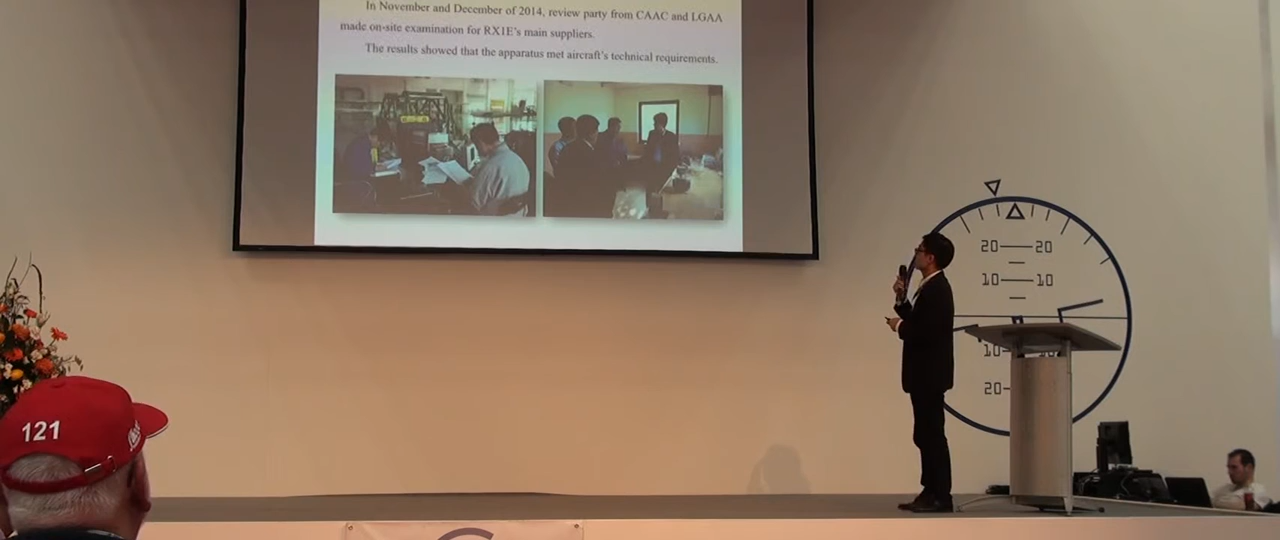 In November and December of 2014, review party from CAAC and LGAA
made on-site examination for RX1E's main suppliers.
The results showed that the apparatus met aircraft's technical requirements.
20 20
10 10
10
20
121